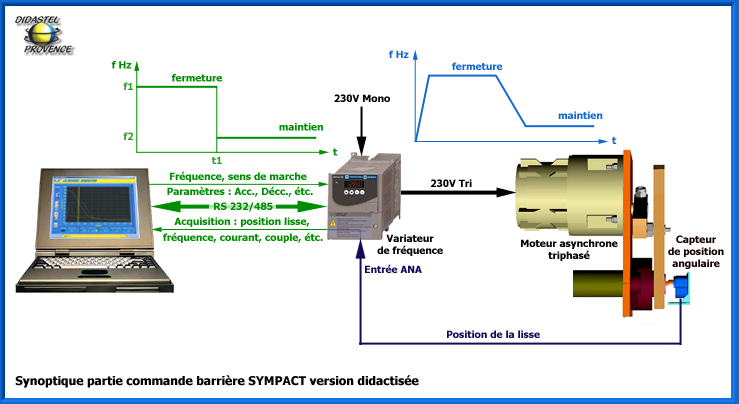 DIDASTEL
PROVENCE
f Hz
f1
fermeture
f2
maintien
t1
t
230V Mono
f Hz
fermeture
maintien
t
Fréquence, sens de marche
Paramètres : Acc., Décc., étc.
RS 232/485
Acquisition : position lisse,
fréquence, courant, couple, étc.
230V Tri
Variateur
de fréquence
Entrée ANA
Moteur asynchrone
triphasé
Capteur
de position
angulaire
Position de la lisse
Synoptique partie commande barrière SYMPACT version didactisée